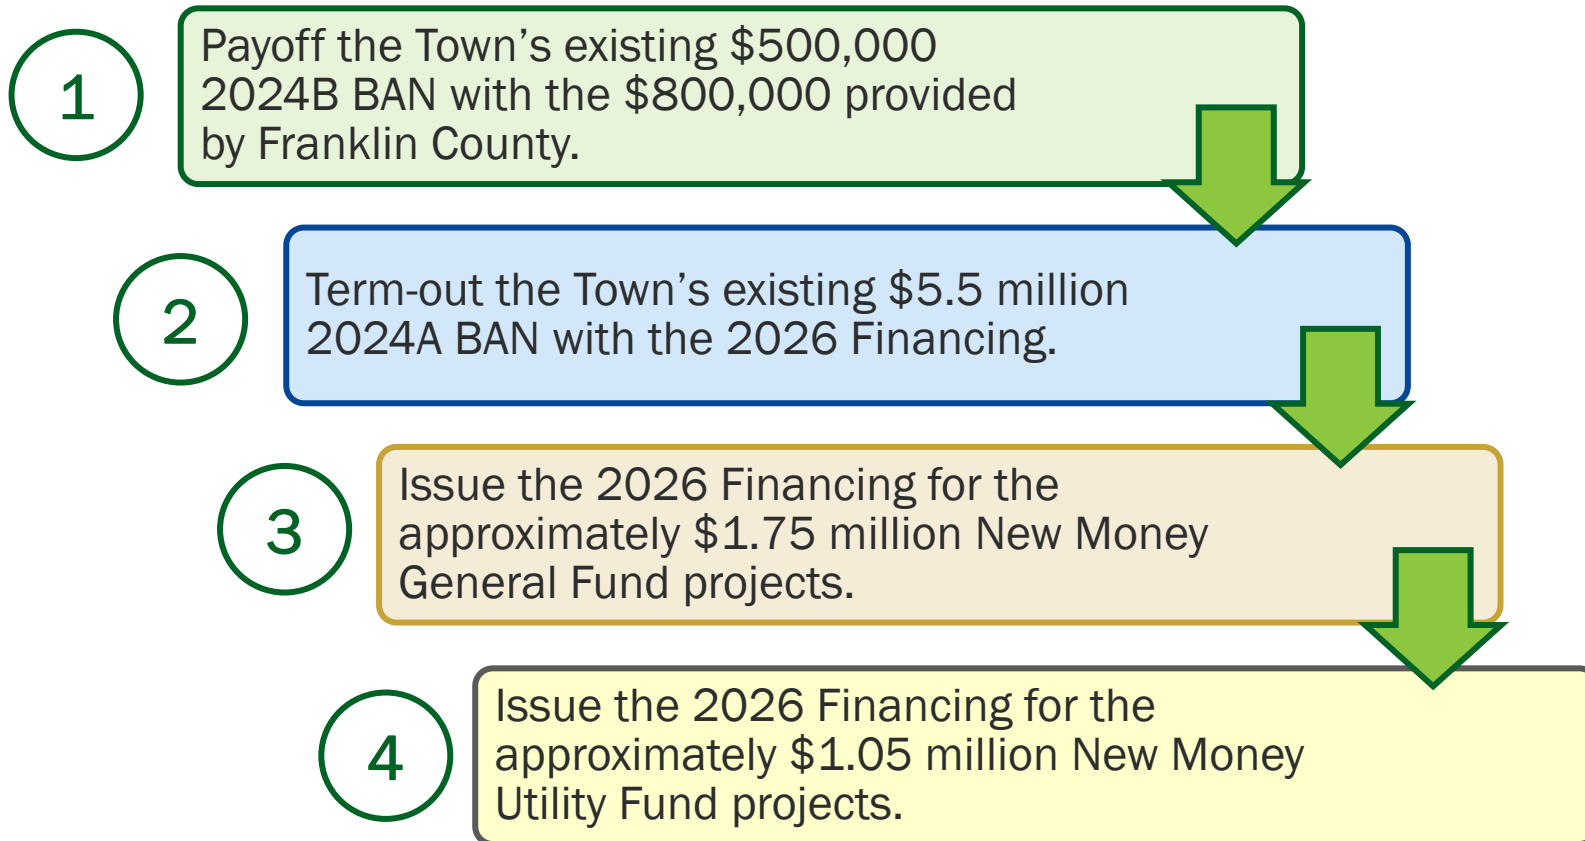 1
Payoff the Town’s existing $500,000
2024B BAN with the $800,000 provided
by Franklin County.
2
Term-out the Town’s existing $5.5 million
2024A BAN with the 2026 Financing.
3
Issue the 2026 Financing for the
approximately $1.75 million New Money
General Fund projects.
4
Issue the 2026 Financing for the
approximately $1.05 million New Money
Utility Fund projects.